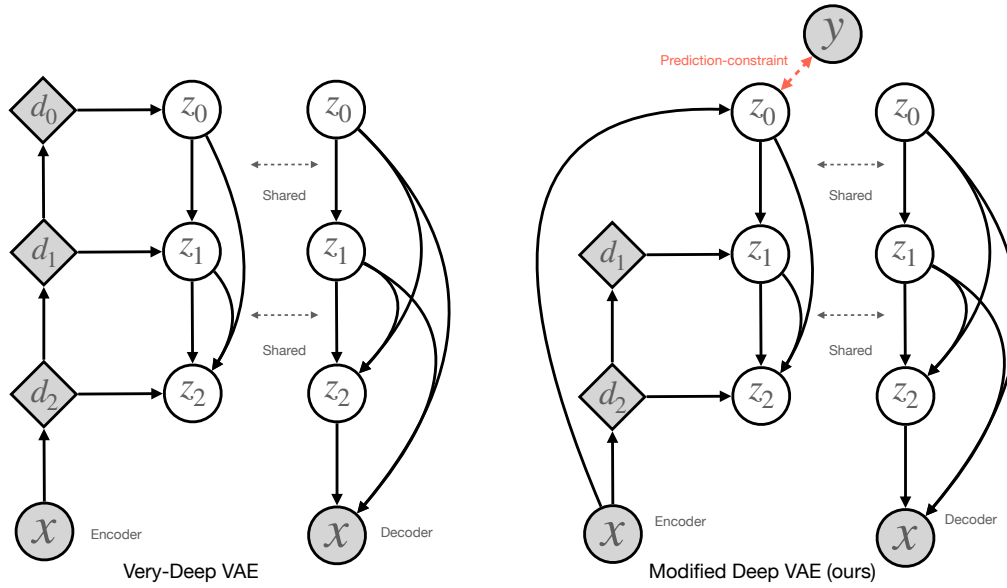 y
Prediction-constraint
d₀
z₀
z₀
z₀
z₀
Shared
Shared
d₁
z₁
z₁
d₁
z₁
z₁
Shared
Shared
d₂
z₂
z₂
d₂
z₂
z₂
x
Encoder
x
Decoder
x
Encoder
x
Decoder
Very-Deep VAE
Modified Deep VAE (ours)